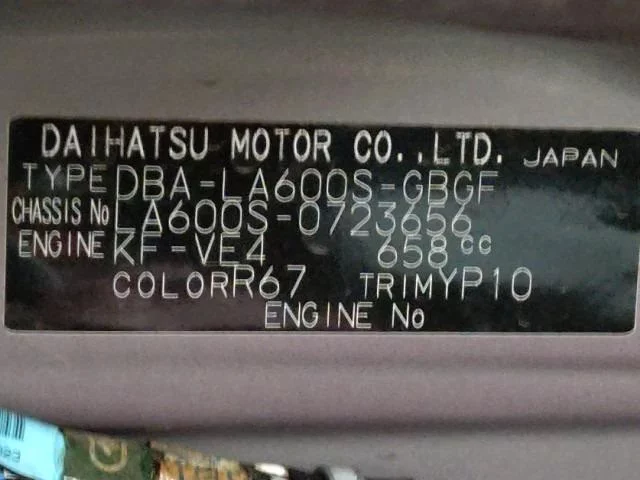 DAIHATSU MOTOR CO.,LTD. JAPAN
TYPE DBA-LA600S-GBGF
CHASSIS No LA600S-0723656
ENGINE KF-VE4 658cc
COLOR R67 TRIM YP10
ENGINE No